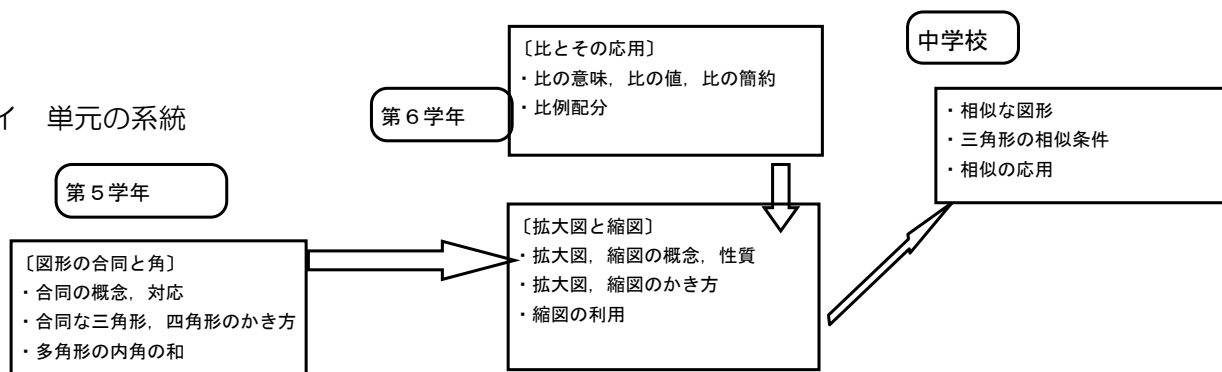 イ　単元の系統
第５学年
〔図形の合同と角〕
・合同の概念，対応
・合同な三角形，四角形のかき方
・多角形の内角の和
第６学年
〔比とその応用〕
・比の意味，比の値，比の簡約
・比例配分
〔拡大図と縮図〕
・拡大図，縮図の概念，性質
・拡大図，縮図のかき方
・縮図の利用
中学校
・相似な図形
・三角形の相似条件
・相似の応用